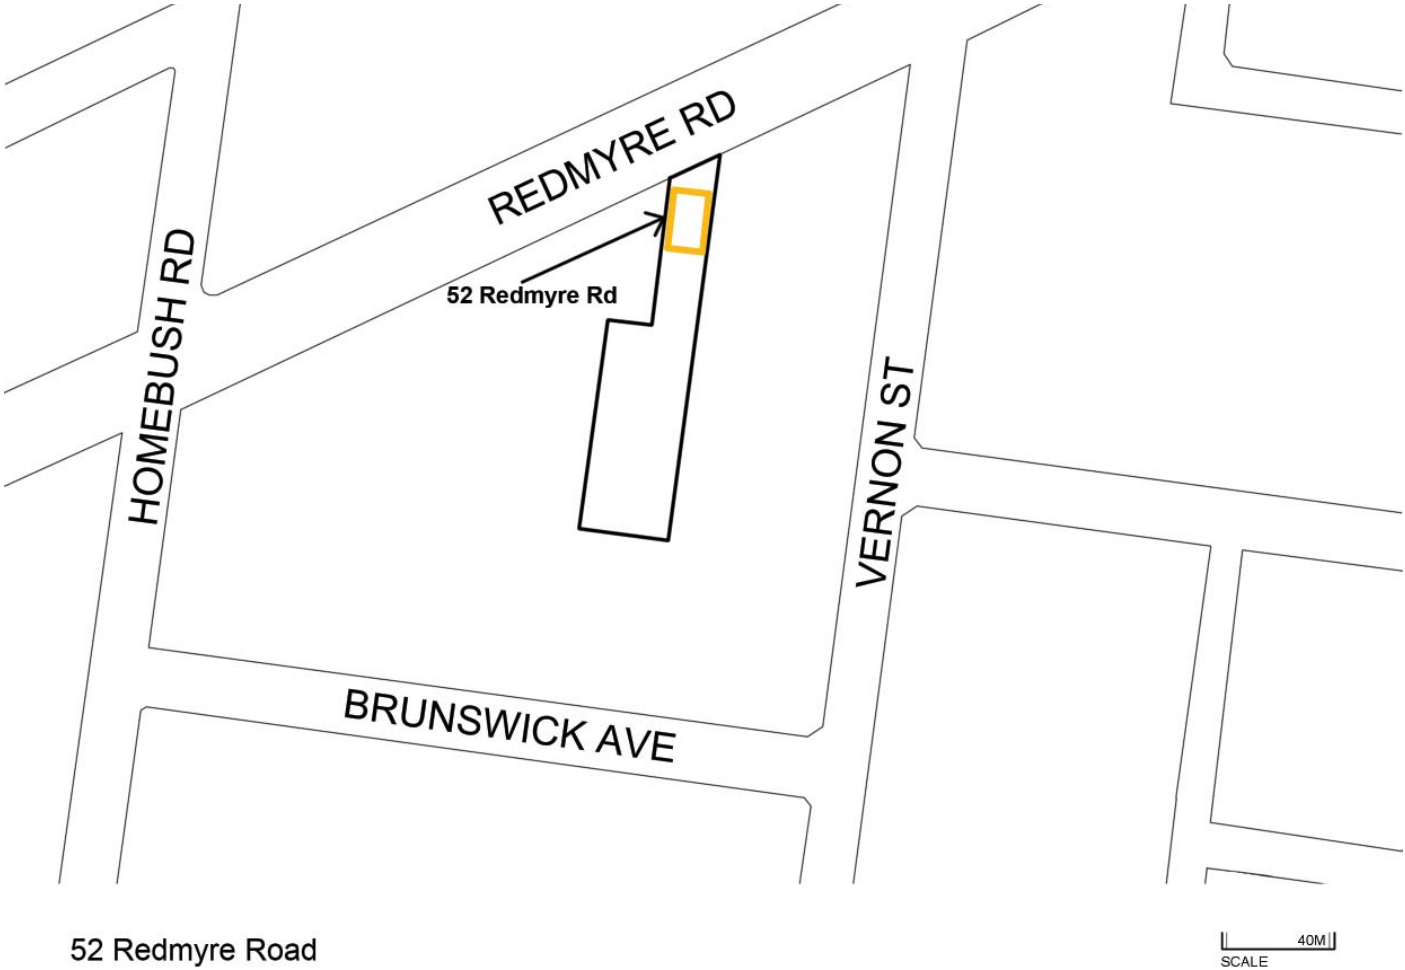 REDMYRE RD
HOMEBUSH RD
52 Redmyre Rd
VERNON ST
BRUNSWICK AVE
52 Redmyre Road
40M
SCALE